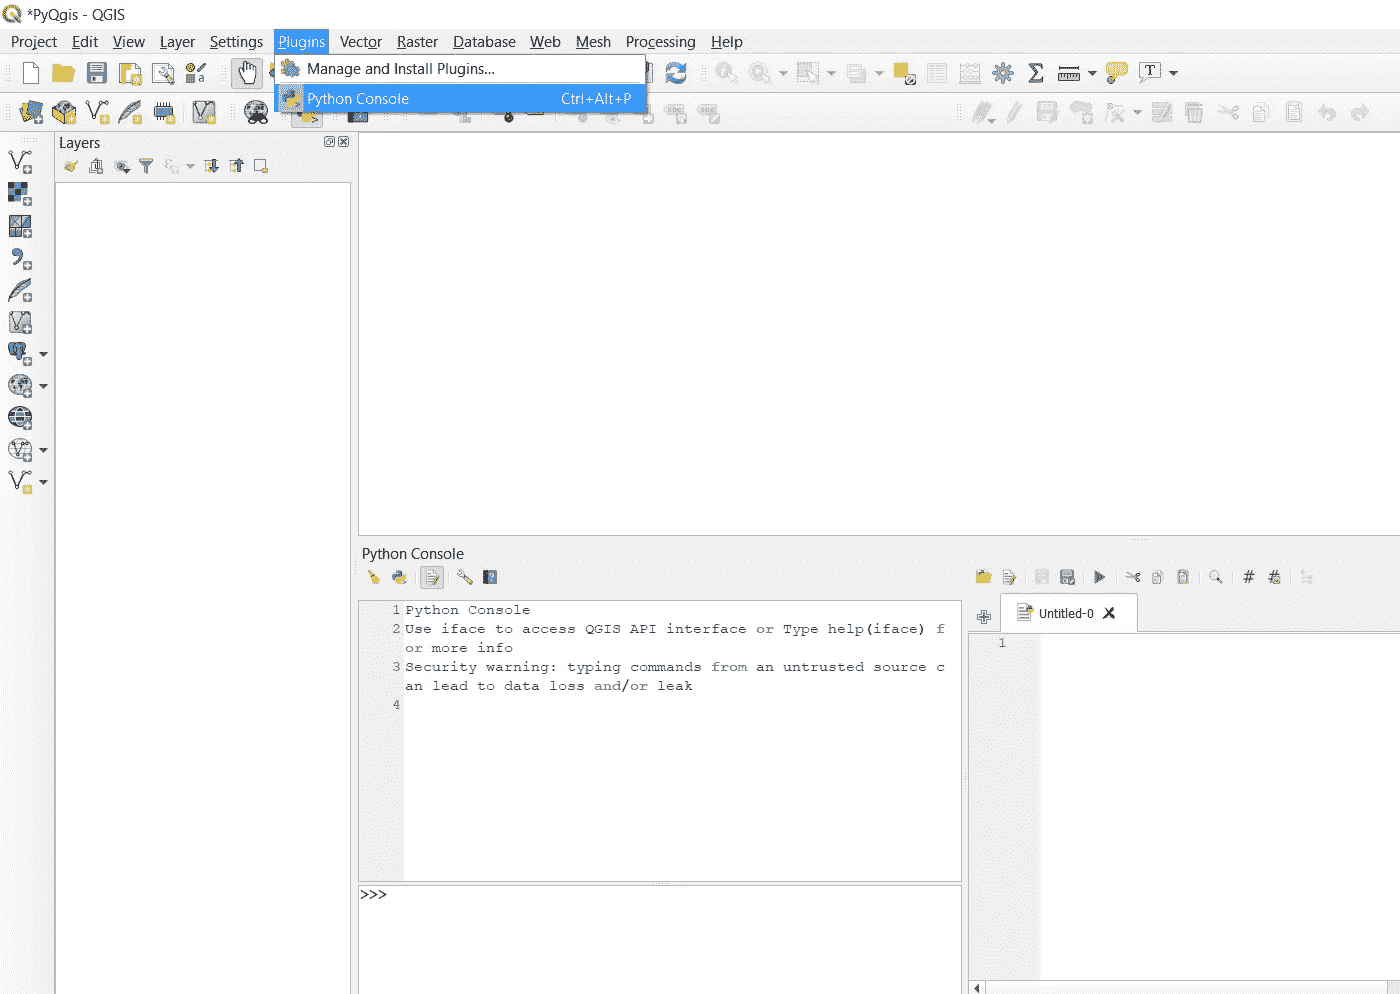 *PyQgis - QGIS
Project Edit View Layer Settings Plugins Vector Raster Database Web Mesh Processing Help
Manage and Install Plugins...
Python Console Ctrl+Alt+P
Layers
Python Console
Untitled-0
1 Python Console
2 Use iface to access QGIS API interface or Type help(iface) f
or more info
3 Security warning: typing commands from an untrusted source c
an lead to data loss and/or leak
4
1
>>>